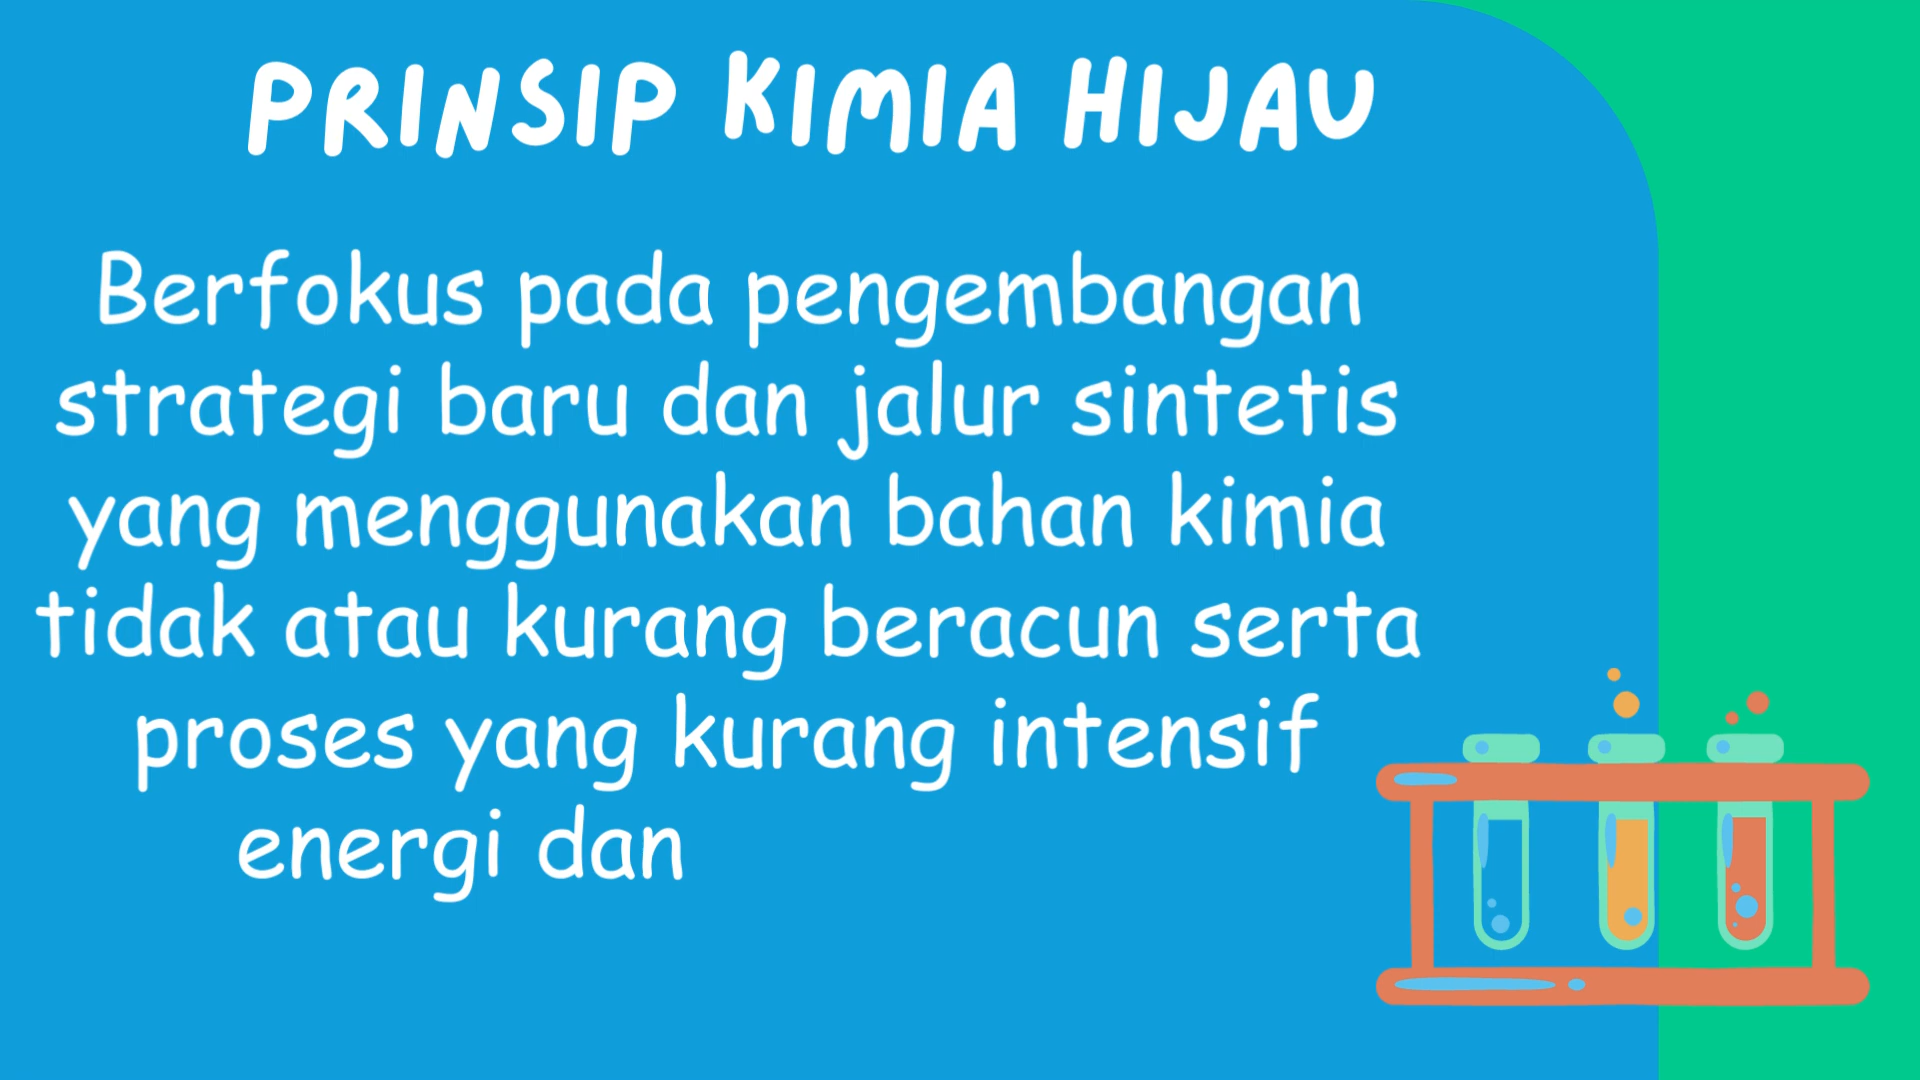 PRINSIP KIMIA HIJAU
Berfokus pada pengembangan
strategi baru dan jalur sintetis
yang menggunakan bahan kimia
tidak atau kurang beracun serta
proses yang kurang intensif
energi dan